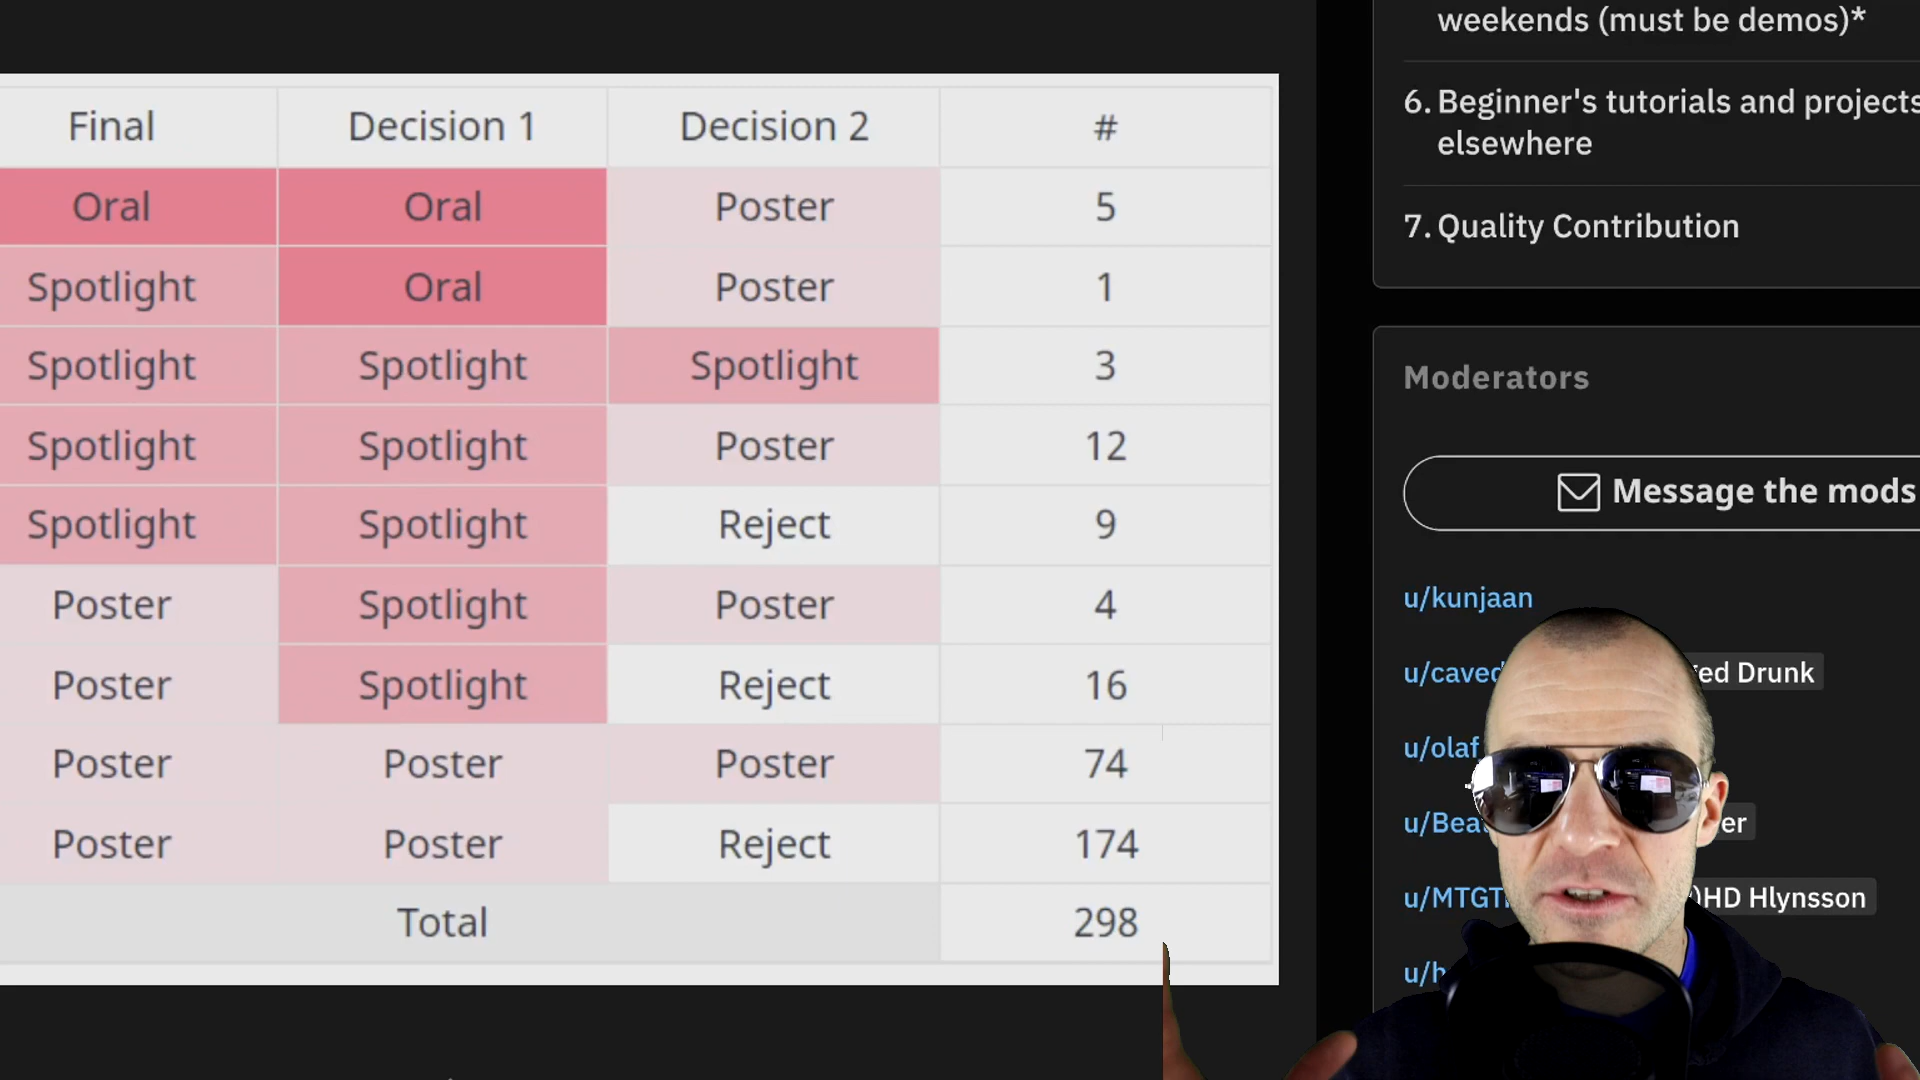 Final Decision 1 Decision 2 #
Oral Oral Poster 5
Spotlight Oral Poster 1
Spotlight Spotlight Spotlight 3
Spotlight Spotlight Poster 12
Spotlight Spotlight Reject 9
Poster Spotlight Poster 4
Poster Spotlight Reject 16
Poster Poster Poster 74
Poster Poster Reject 174
Total 298
weekends (must be demos)*
6. Beginner's tutorials and projects
elsewhere
7. Quality Contribution
Moderators
Message the mods
u/kunjaan
Drunk
Hlynsson